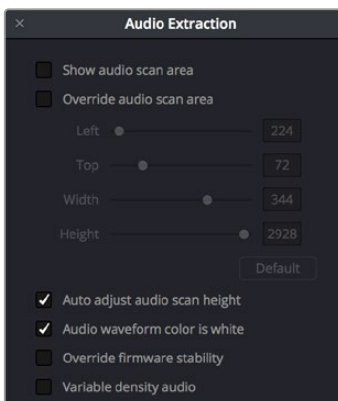 Audio Extraction
Show audio scan area
Override audio scan area
Left 224
Top 72
Width 344
Height 2928
Default
Auto adjust audio scan height
Audio waveform color is white
Override firmware stability
Variable density audio